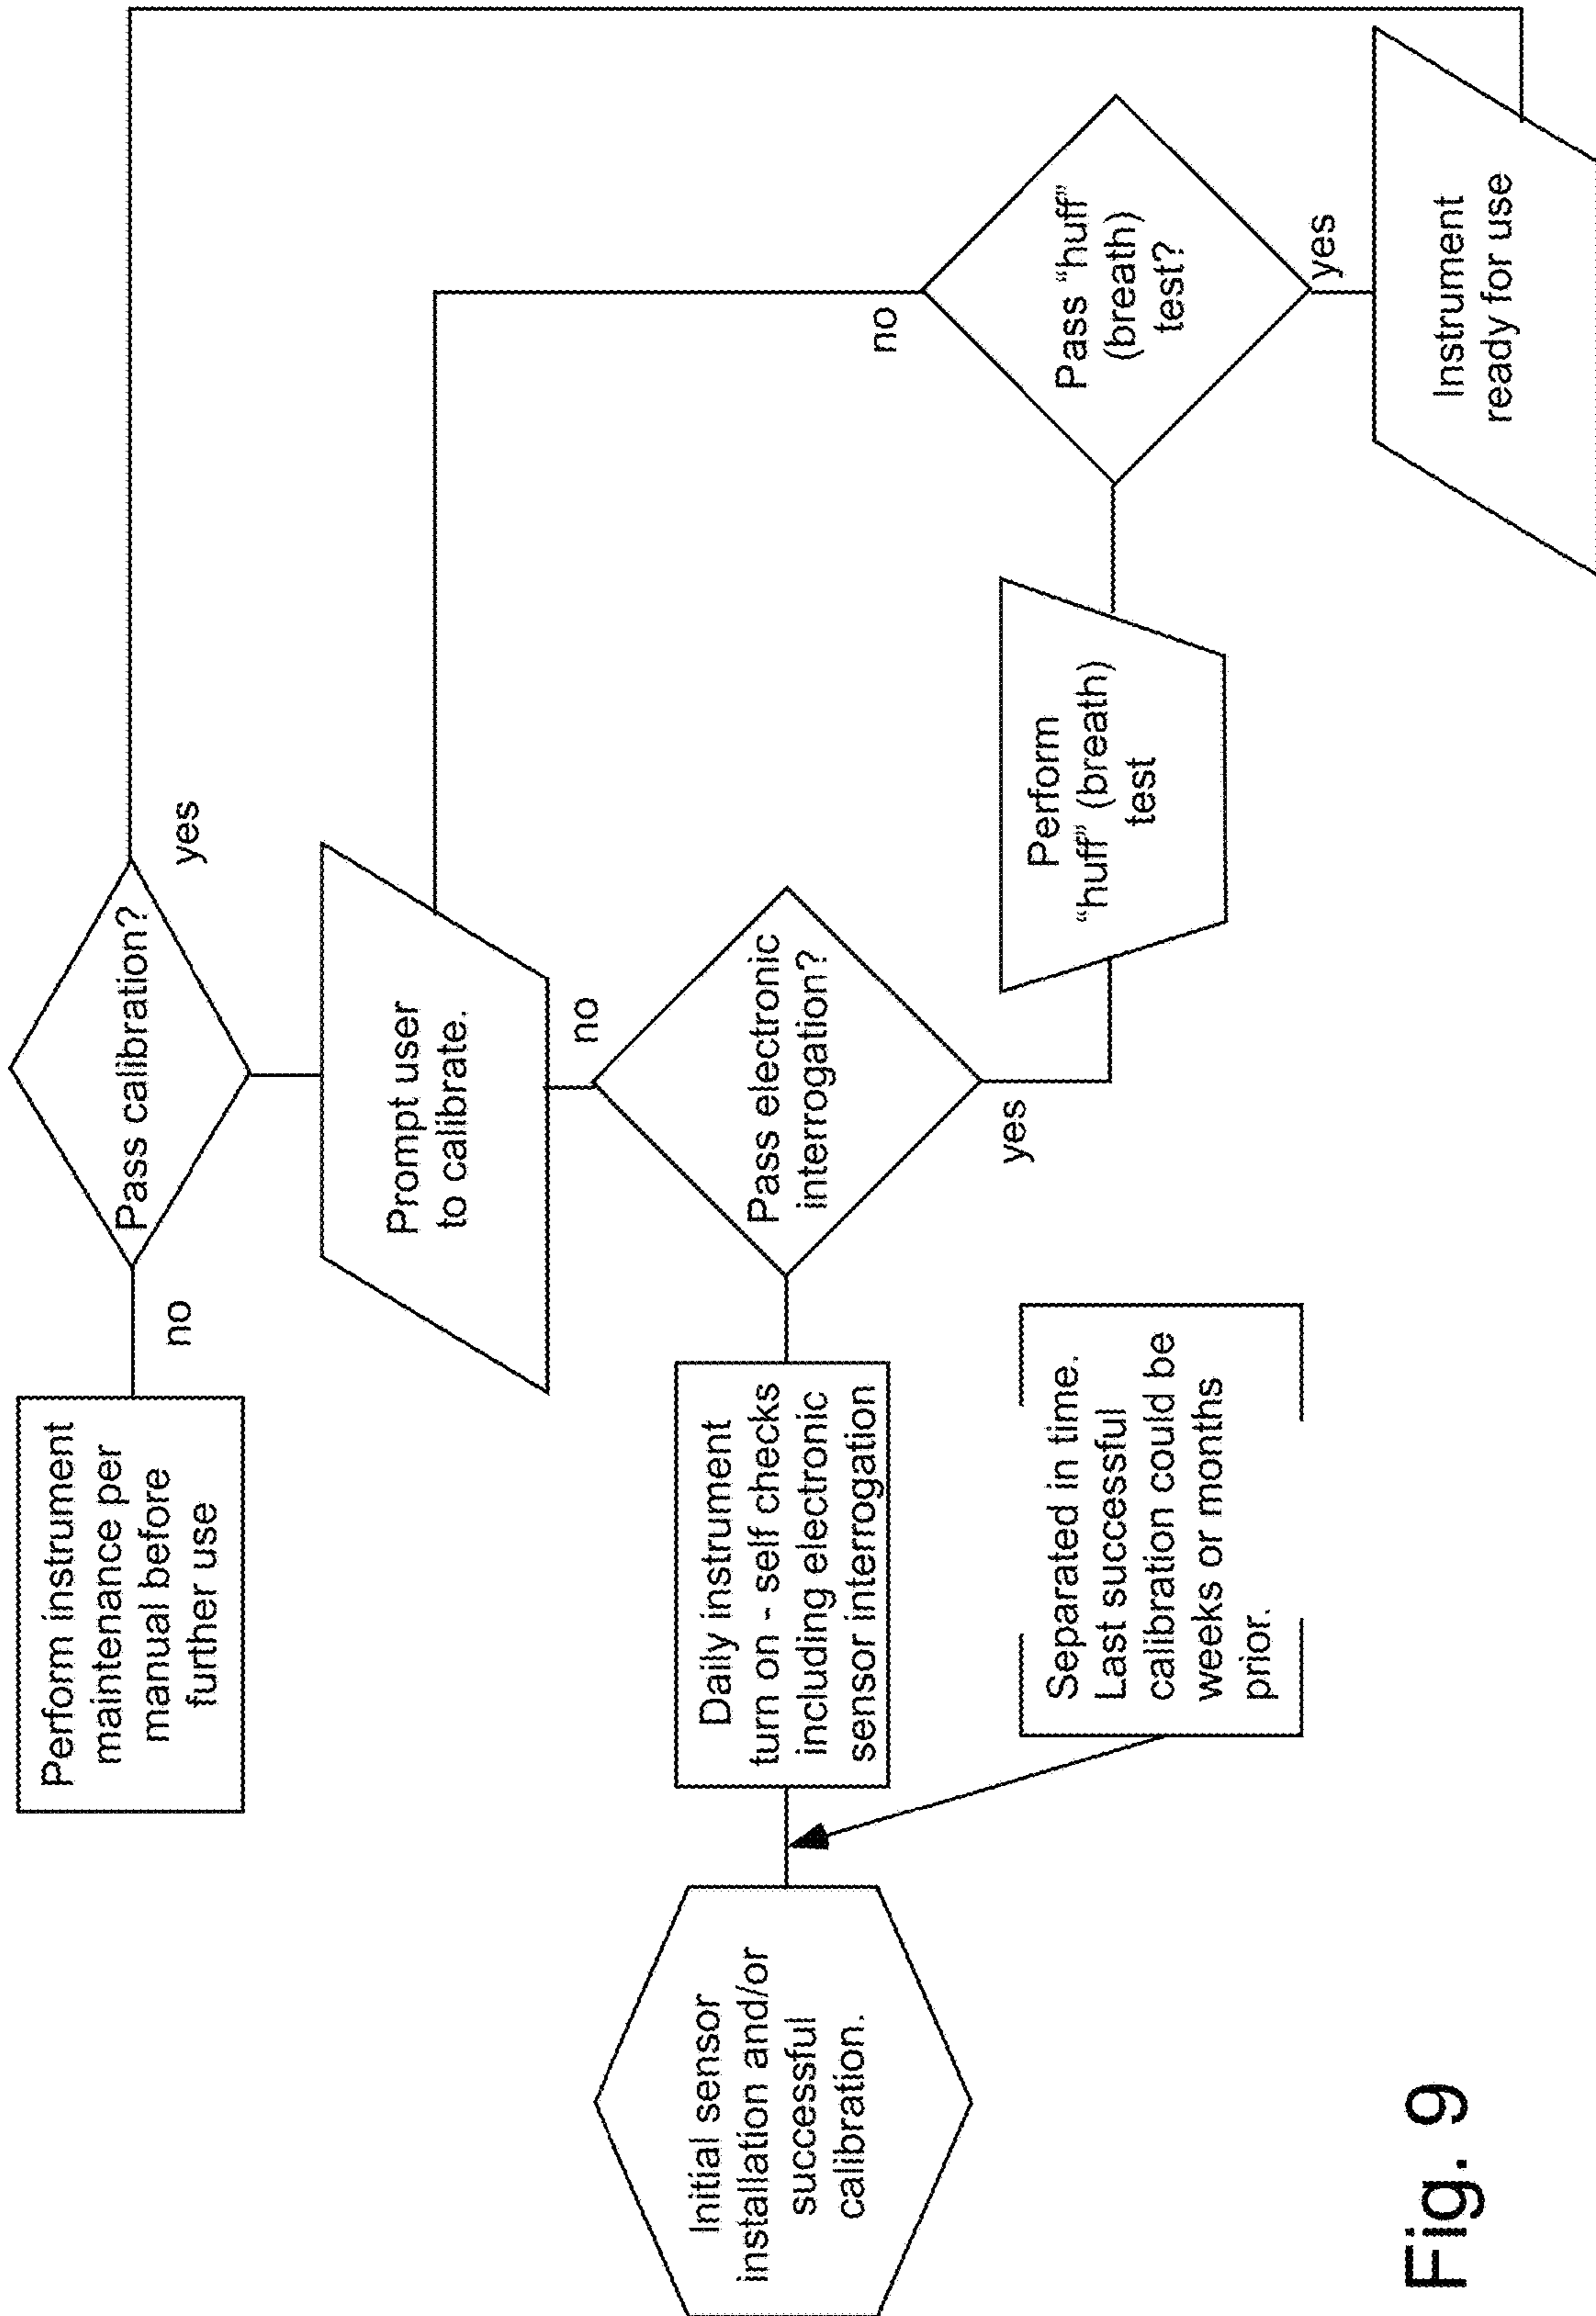 Perform instrument
maintenance per
manual before
further use
no
Pass calibration?
yes
Prompt user
to calibrate.
no
Initial sensor
installation and/or
successful
calibration.
Daily instrument
turn on - self checks
including electronic
sensor interrogation
Pass electronic
interrogation?
yes
Separated in time.
Last successful
calibration could be
weeks or months
prior.
Perform
“huff” (breath)
test
no
Pass “huff”
(breath)
test?
yes
Instrument
ready for use
Fig. 9